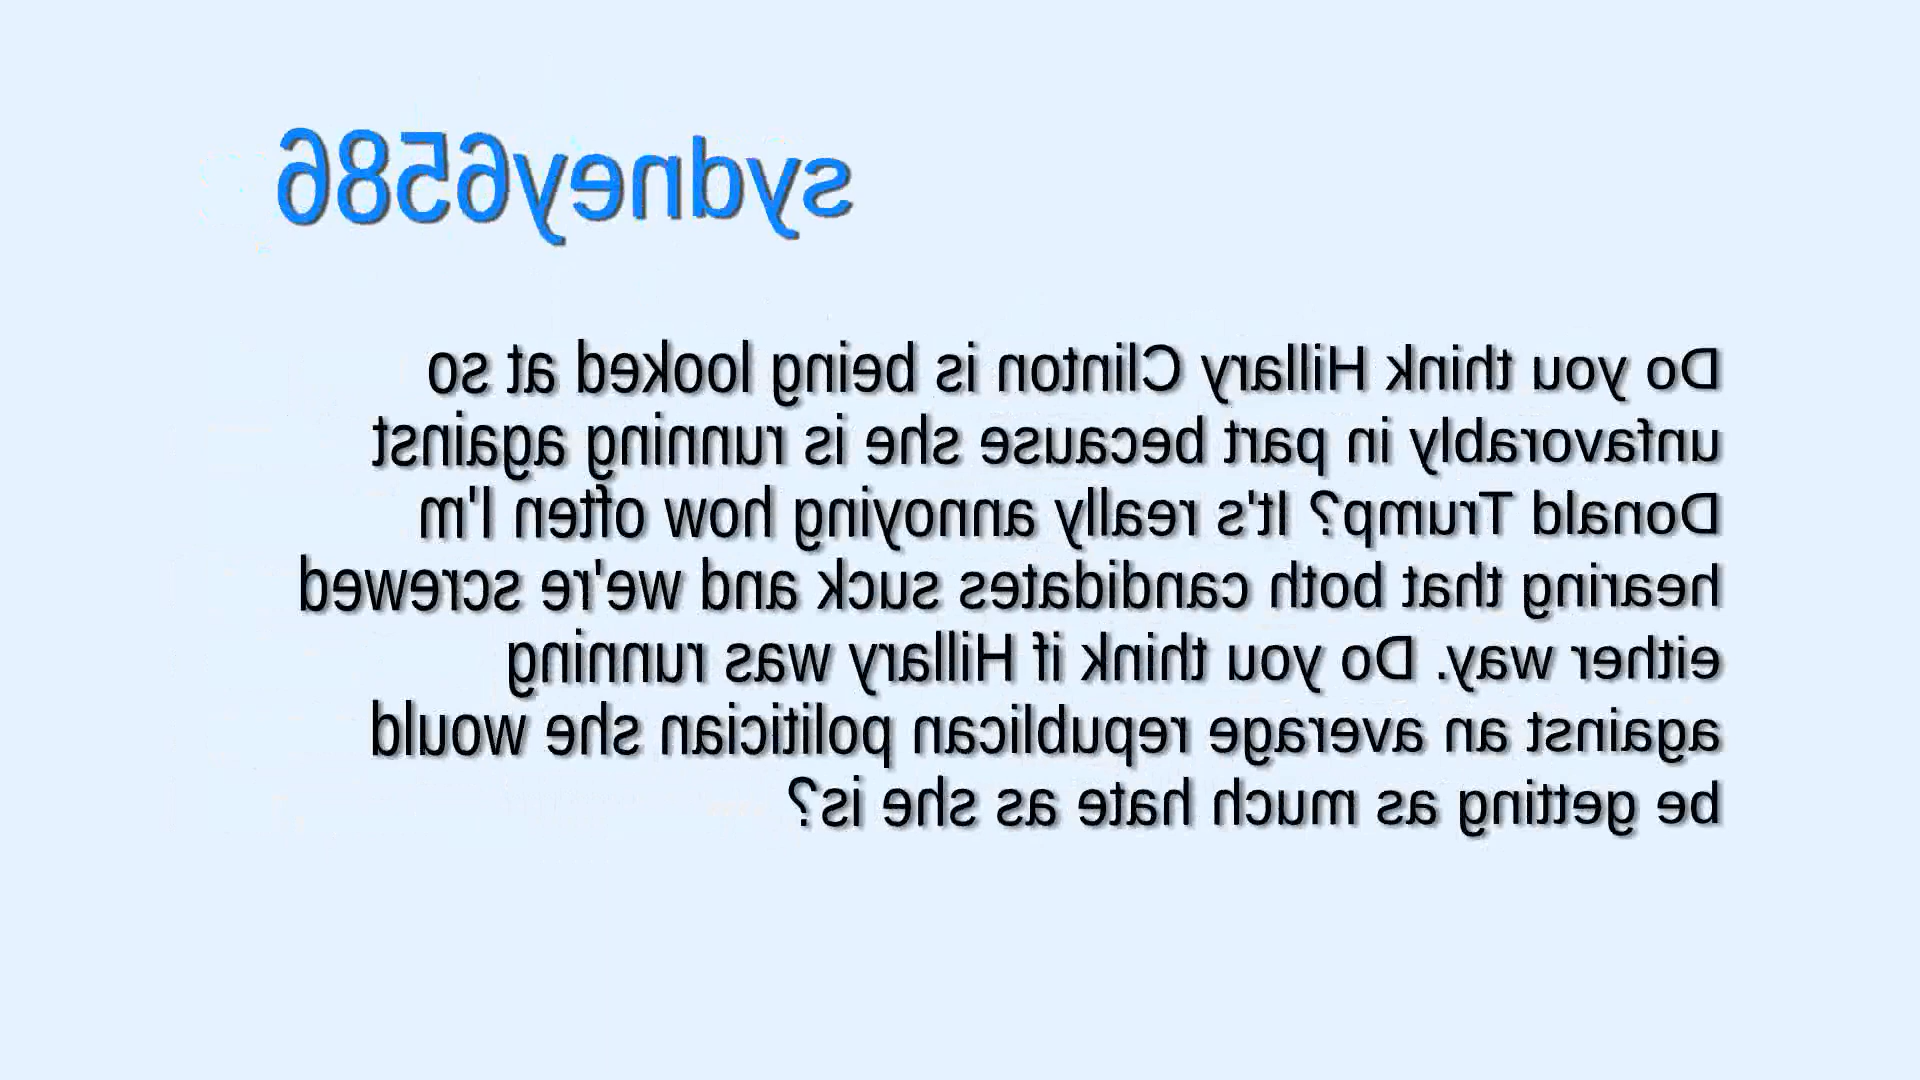 sydney6586
Do you think Hillary Clinton is being looked at so
unfavorably in part because she is running against
Donald Trump? It's really annoying how often I'm
hearing that both candidates suck and we're screwed
either way. Do you think if Hillary was running
against an average republican politician she would
be getting as much hate as she is?